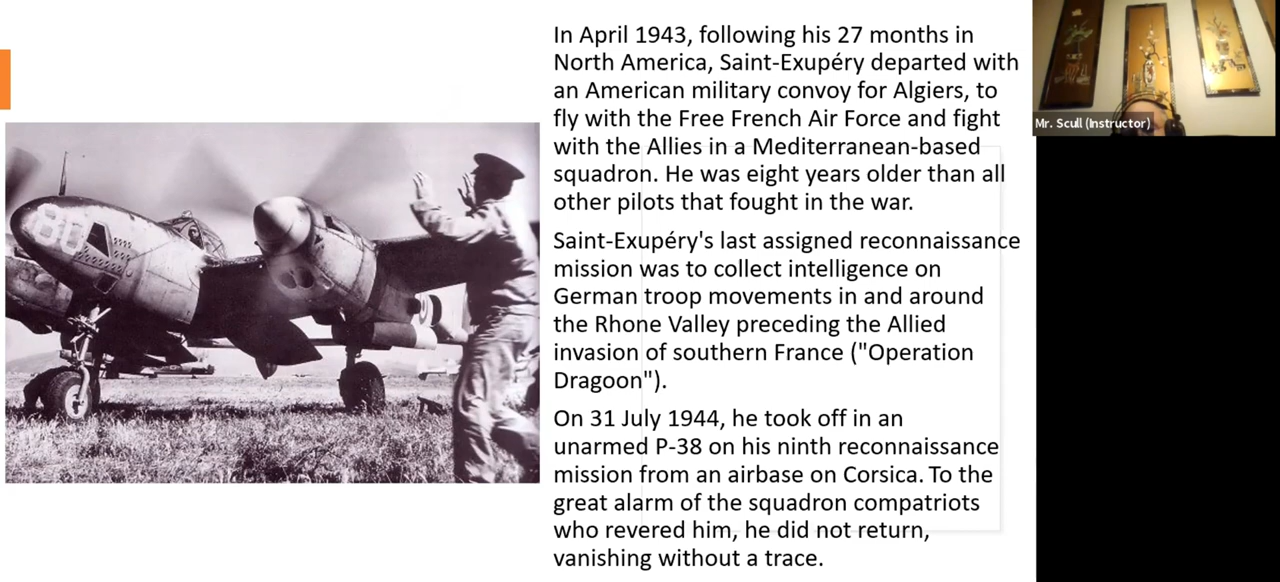 In April 1943, following his 27 months in
North America, Saint-Exupéry departed with
an American military convoy for Algiers, to
fly with the Free French Air Force and fight
with the Allies in a Mediterranean-based
squadron. He was eight years older than all
other pilots that fought in the war.
Saint-Exupéry's last assigned reconnaissance
mission was to collect intelligence on
German troop movements in and around
the Rhone Valley preceding the Allied
invasion of southern France ("Operation
Dragoon").
On 31 July 1944, he took off in an
unarmed P-38 on his ninth reconnaissance
mission from an airbase on Corsica. To the
great alarm of the squadron compatriots
who revered him, he did not return,
vanishing without a trace.
Mr. Scull (Instructor)
80